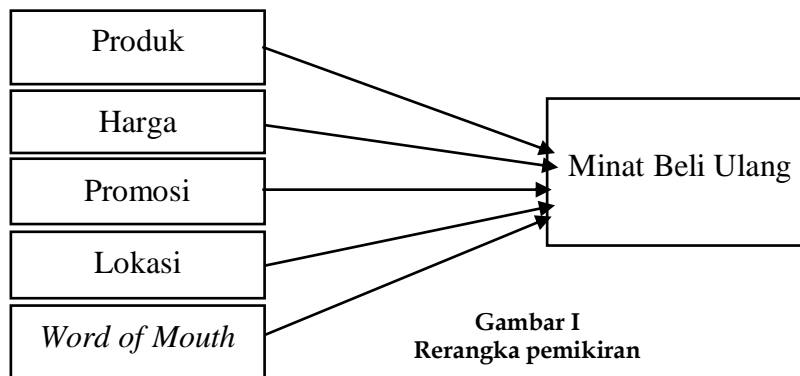 Produk
Harga
Promosi
Lokasi
Word of Mouth
Minat Beli Ulang
Gambar I
Rerangka pemikiran